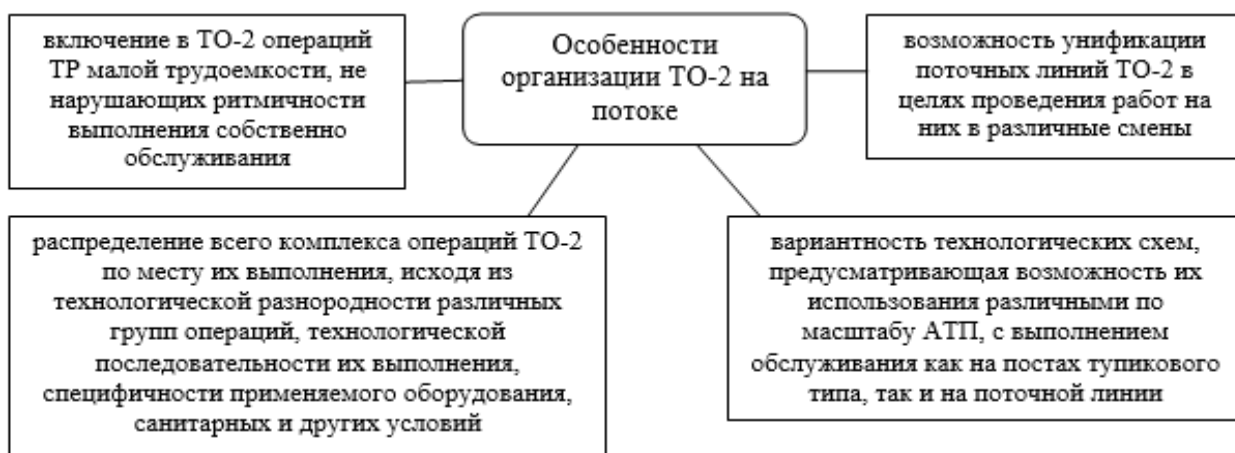 включение в ТО-2 операций
ТР малой трудоемкости, не
нарушающих ритмичности
выполнения собственно
обслуживания
Особенности
организации ТО-2 на
потоке
возможность унификации
поточных линий ТО-2 в
целях проведения работ на
них в различные смены
распределение всего комплекса операций ТО-2
по месту их выполнения, исходя из
технологической разнородности различных
групп операций, технологической
последовательности их выполнения,
специфичности применяемого оборудования,
санитарных и других условий
вариантность технологических схем,
предусматривающая возможность их
использования различными по
масштабу АТП, с выполнением
обслуживания как на постах тупикового
типа, так и на поточной линии